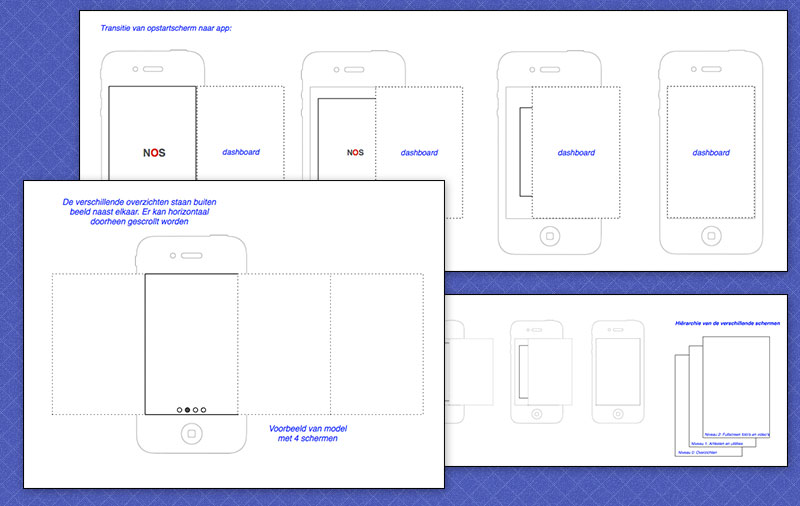 Transitie van opstartscherm naar app:
NOS
dashboard
NOS
dashboard
dashboard
dashboard
De verschillende overzichten staan buiten
beeld naast elkaar. Er kan horizontaal
doorheen gescrollt worden
Voorbeeld van model
met 4 schermen
Hiërarchie van de verschillende schermen
Niveau 2: Fullscreen foto's en video's
Niveau 1: Artikelen en utilities
Niveau 0: Overzichten